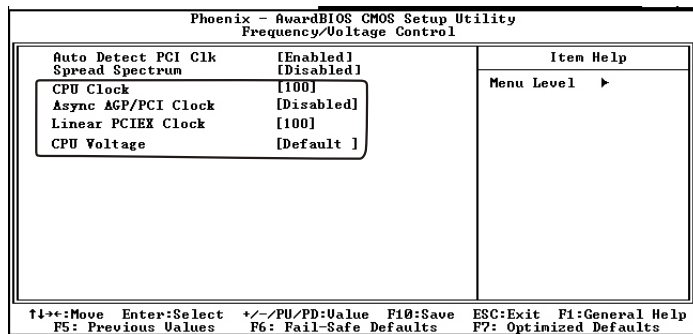 Phoenix - AwardBIOS CMOS Setup Utility
Frequency/Voltage Control
Auto Detect PCI Clk [Enabled]
Spread Spectrum [Disabled]
CPU Clock [100]
Async AGP/PCI Clock [Disabled]
Linear PCIEX Clock [100]
CPU Voltage [Default ]
Item Help
Menu Level ▶
↑↓→←:Move Enter:Select +/-/PU/PD:Value F10:Save ESC:Exit F1:General Help
F5: Previous Values F6: Fail-Safe Defaults F7: Optimized Defaults